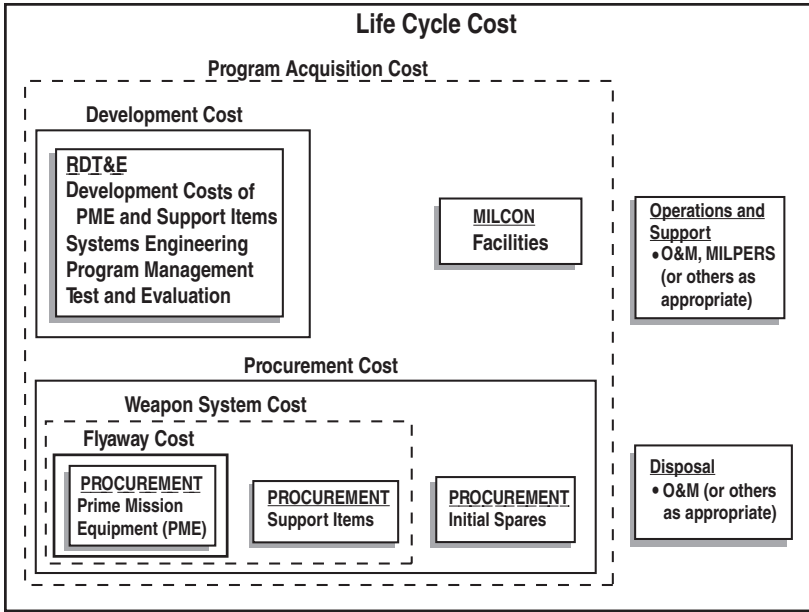 Life Cycle Cost
Program Acquisition Cost
Development Cost
RDT&E
Development Costs of
PME and Support Items
Systems Engineering
Program Management
Test and Evaluation
MILCON
Facilities
Operations and
Support
•O&M, MILPERS
(or others as
appropriate)
Procurement Cost
Weapon System Cost
Flyaway Cost
PROCUREMENT
Prime Mission
Equipment (PME)
PROCUREMENT
Support Items
PROCUREMENT
Initial Spares
Disposal
• O&M (or others
as appropriate)